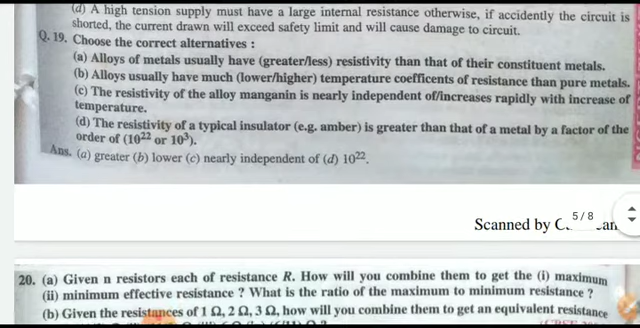 (d) A high tension supply must have a large internal resistance otherwise, if accidently the circuit is
shorted, the current drawn will exceed safety limit and will cause damage to circuit.
Q. 19. Choose the correct alternatives :
(a) Alloys of metals usually have (greater/less) resistivity than that of their constituent metals.
(b) Alloys usually have much (lower/higher) temperature coefficents of resistance than pure metals.
(c) The resistivity of the alloy manganin is nearly independent of/increases rapidly with increase of
temperature.
(d) The resistivity of a typical insulator (e.g. amber) is greater than that of a metal by a factor of the
order of (10²² or 10³).
Ans. (a) greater (b) lower (c) nearly independent of (d) 10²².
5 / 8
Scanned by
20. (a) Given n resistors each of resistance R. How will you combine them to get the (i) maximum
(ii) minimum effective resistance ? What is the ratio of the maximum to minimum resistance ?
(b) Given the resistances of 1 Ω, 2 Ω, 3 Ω, how will you combine them to get an equivalent resistance